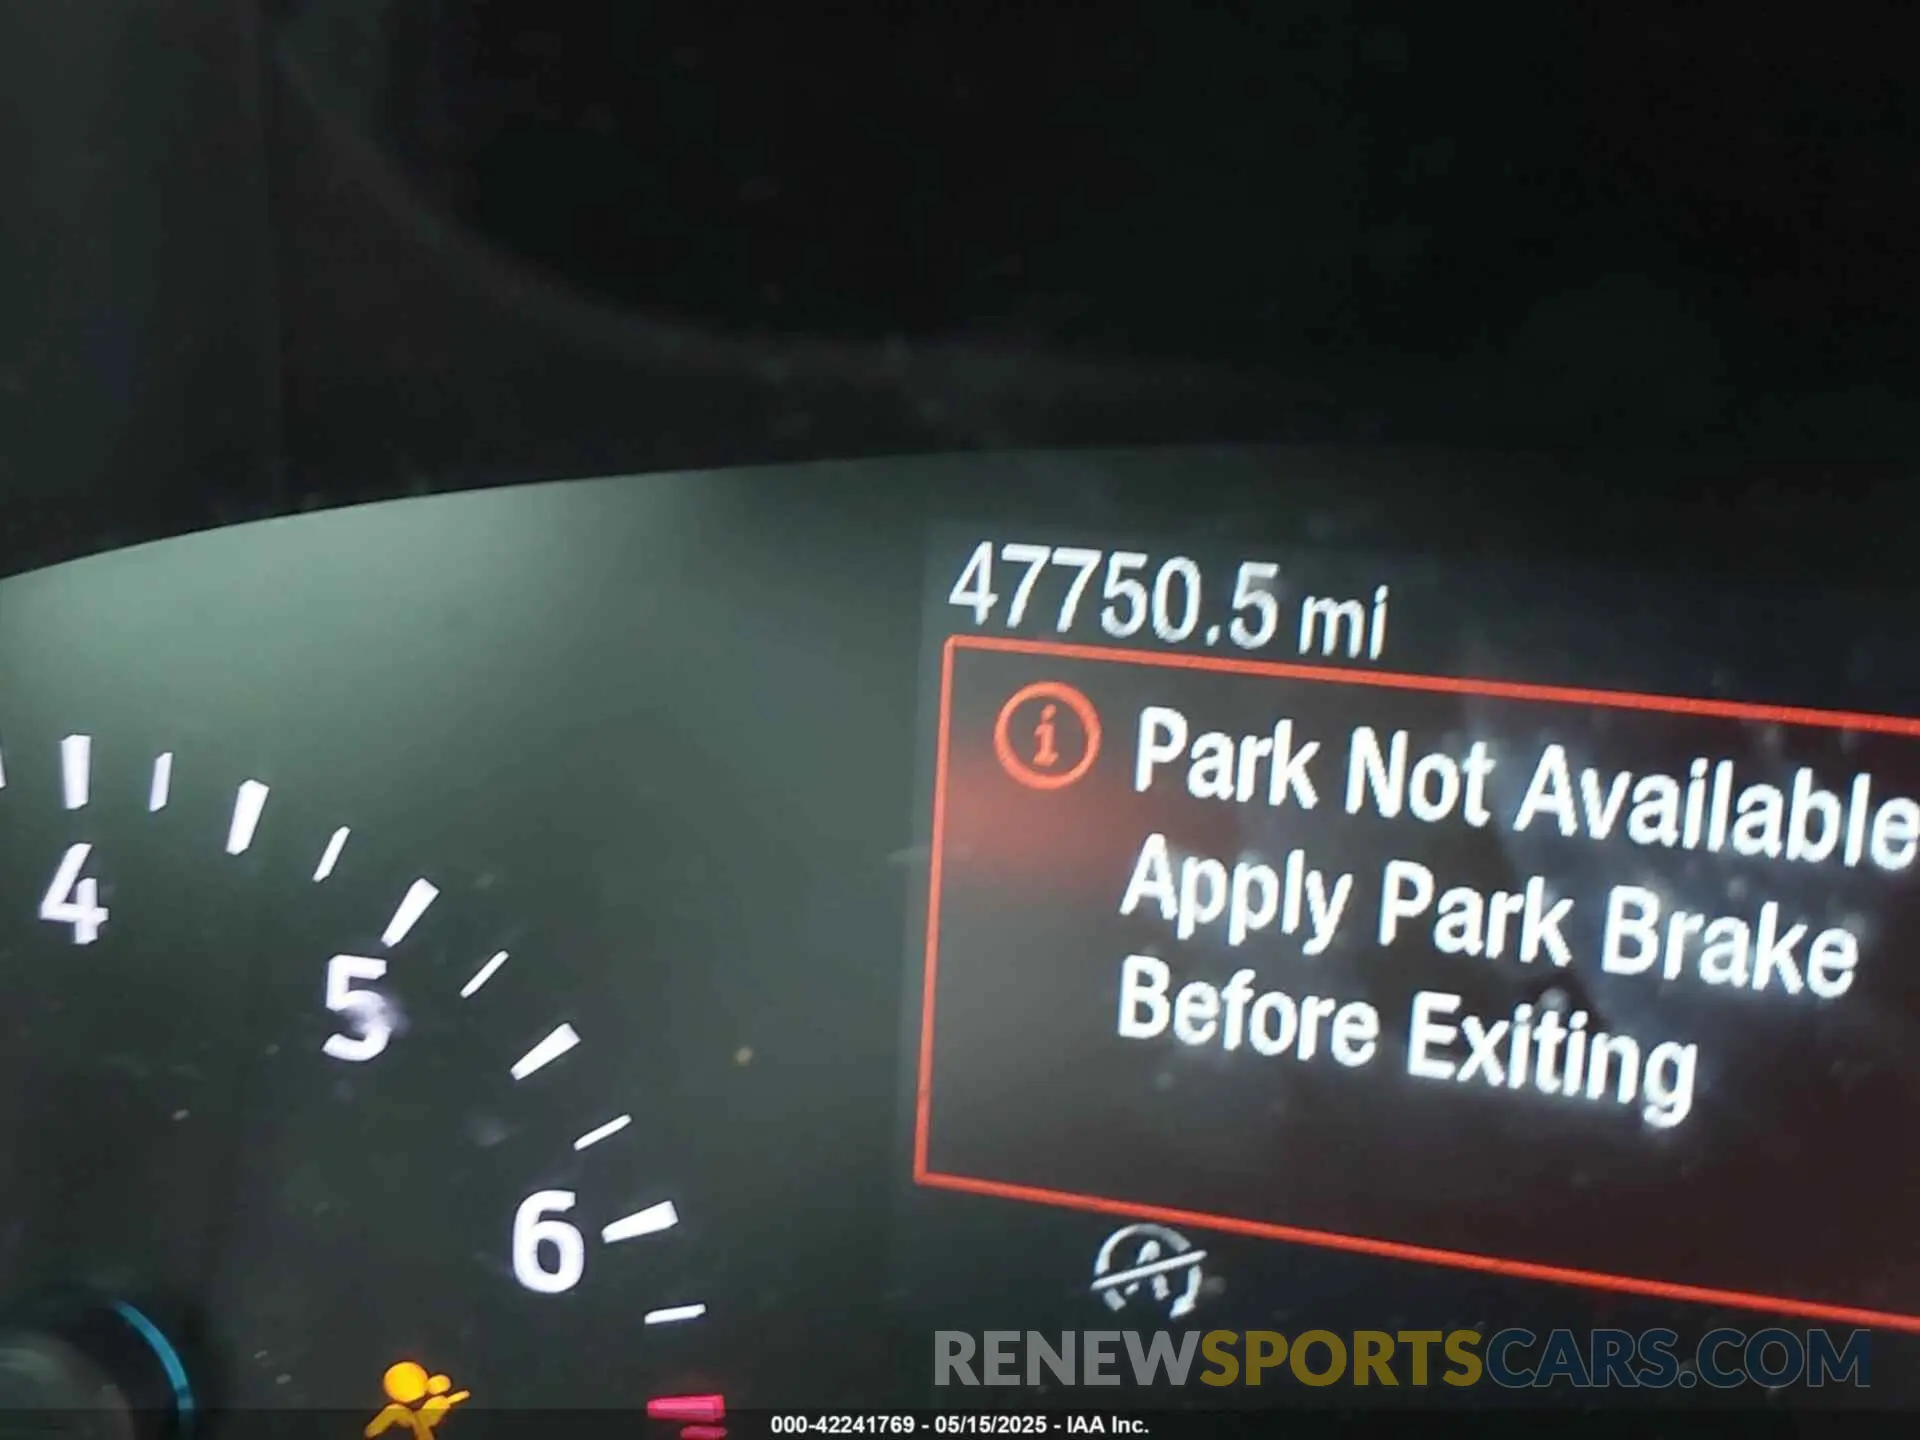 47750.5 mi
i Park Not Available
Apply Park Brake
Before Exiting
4
5
6
A
RENEWSPORTSCARS.COM
000-42241769 - 05/15/2025 - IAA Inc.